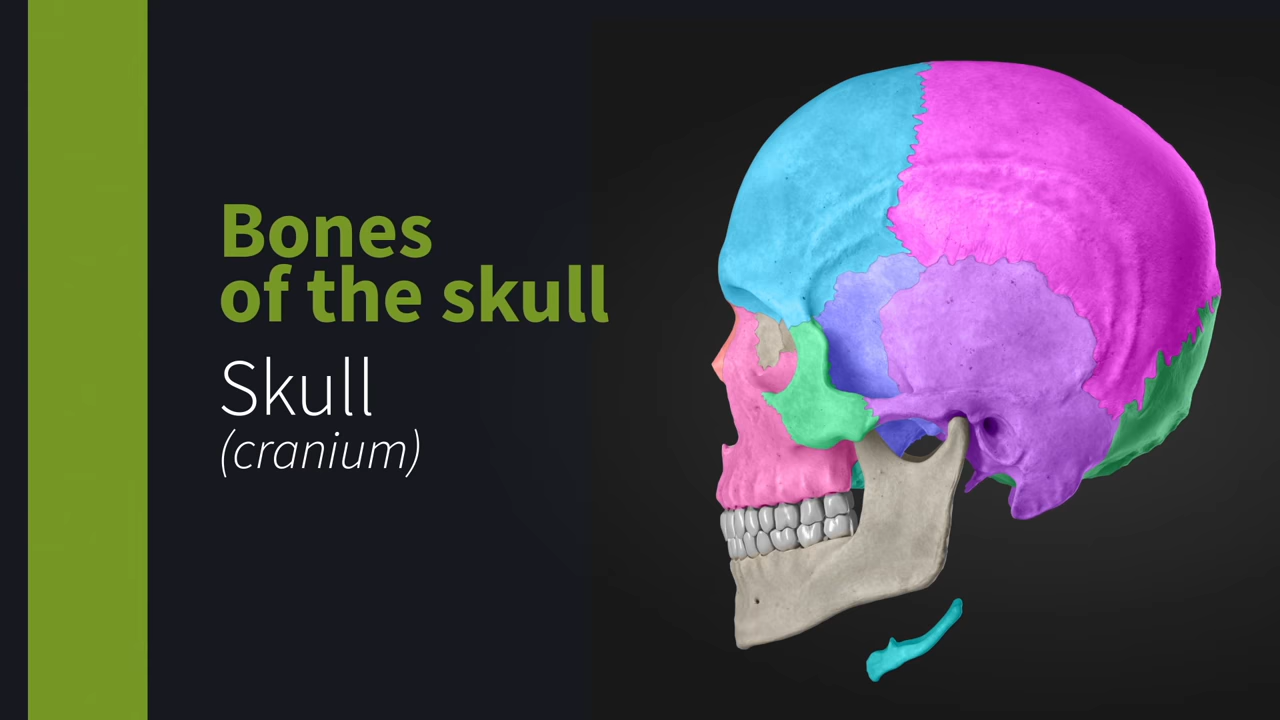 Bones
of the skull
Skull
(cranium)